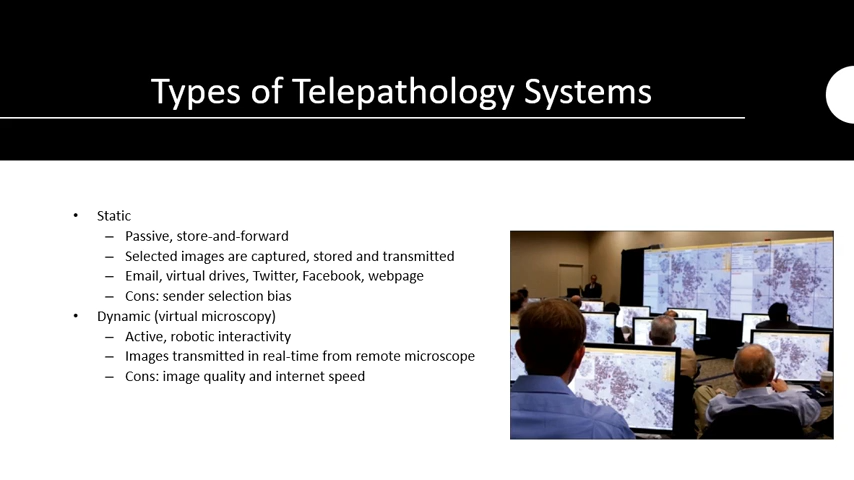 Types of Telepathology Systems
• Static
– Passive, store-and-forward
– Selected images are captured, stored and transmitted
– Email, virtual drives, Twitter, Facebook, webpage
– Cons: sender selection bias
• Dynamic (virtual microscopy)
– Active, robotic interactivity
– Images transmitted in real-time from remote microscope
– Cons: image quality and internet speed